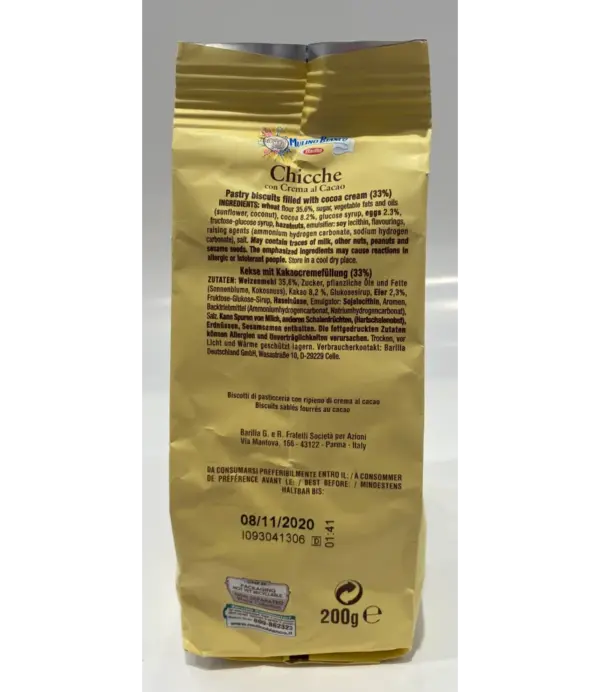 MULINO BIANCO
Barilla
Chicche
con Crema al Cacao
Pastry biscuits filled with cocoa cream (33%)
INGREDIENTS: wheat flour 35.6%, sugar, vegetable fats and oils
(sunflower, coconut), cocoa 8.2%, glucose syrup, eggs 2.3%,
fructose-glucose syrup, hazelnuts, emulsifier: soy lecithin, flavourings,
raising agents (ammonium hydrogen carbonate, sodium hydrogen
carbonate), salt. May contain traces of milk, other nuts, peanuts and
sesame seeds. The emphasized ingredients may cause reactions in
allergic or intolerant people. Store in a cool dry place.
Kekse mit Kakaocremefüllung (33%)
ZUTATEN: Weizenmehl 35,6%, Zucker, pflanzliche Öle und Fette
(Sonnenblume, Kokosnuss), Kakao 8,2 %, Glukosesirup, Eier 2,3%,
Fruktose-Glukose-Sirup, Haselnüsse, Emulgator: Sojalecithin, Aromen,
Backtriebmittel (Ammoniumhydrogencarbonat, Natriumhydrogencarbonat),
Salz. Kann Spuren von Milch, anderen Schalenfrüchten, (Hartschalenobst),
Erdnüssen, Sesamsamen enthalten. Die fettgedruckten Zutaten
können Allergien und Unverträglichkeiten verursachen. Trocken, vor
Licht und Wärme geschützt lagern. Verbraucherkontakt: Barilla
Deutschland GmbH, Wasastraße 10, D-29229 Celle.
Biscotti di pasticceria con ripieno di crema al cacao
Biscuits sablés fourrés au cacao
Barilla G. e R. Fratelli Società per Azioni
Via Mantova, 166 - 43122 - Parma - Italy
DA CONSUMARSI PREFERIBILMENTE ENTRO IL: / À CONSOMMER
DE PRÉFÉRENCE AVANT LE: / BEST BEFORE: / MINDESTENS
HALTBAR BIS:
08/11/2020
I093041306 D 01:41
PACKAGING
200g e